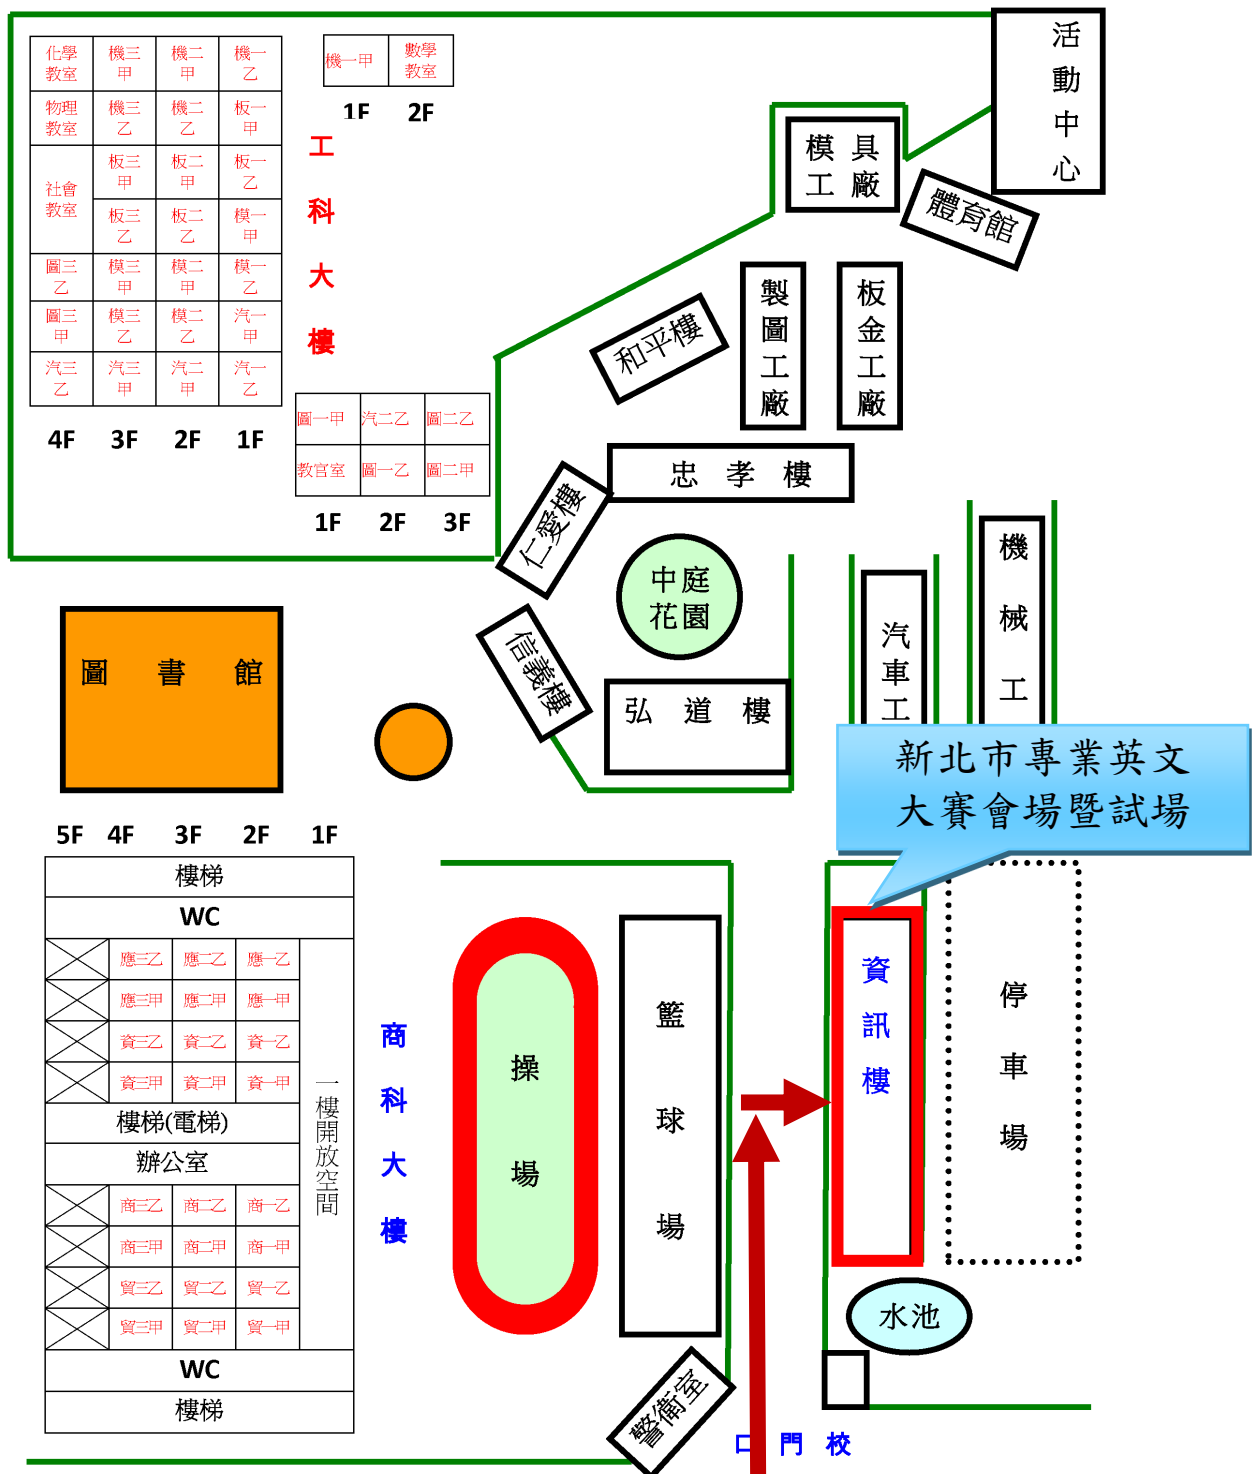 活動中心
化學教室 機三甲 機二甲 機一乙
物理教室 機三乙 機二乙 板一甲
社會教室 板三甲 板二甲 板一乙
板三乙 板二乙 模一甲
圖三乙 模三甲 模二甲 模一乙
圖三甲 模三乙 模二乙 汽一甲
汽三乙 汽三甲 汽二甲 汽一乙
4F 3F 2F 1F
機一甲 數學教室
1F 2F
工科大樓
圖一甲 汽二乙 圖二乙
教官室 圖一乙 圖二甲
1F 2F 3F
模具工廠
體育館
和平樓
製圖工廠
板金工廠
忠孝樓
仁愛樓
中庭花園
信義樓
弘道樓
汽車工
機械工
圖書館
新北市專業英文
大賽會場暨試場
5F 4F 3F 2F 1F
樓梯
WC
應三乙 應二乙 應一乙
應三甲 應二甲 應一甲
資三乙 資二乙 資一乙
資三甲 資二甲 資一甲
樓梯(電梯)
辦公室
商三乙 商二乙 商一乙
商三甲 商二甲 商一甲
貿三乙 貿二乙 貿一乙
貿三甲 貿二甲 貿一甲
WC
樓梯
一樓開放空間
商科大樓
操場
籃球場
資訊樓
停車場
水池
警衛室
口門校